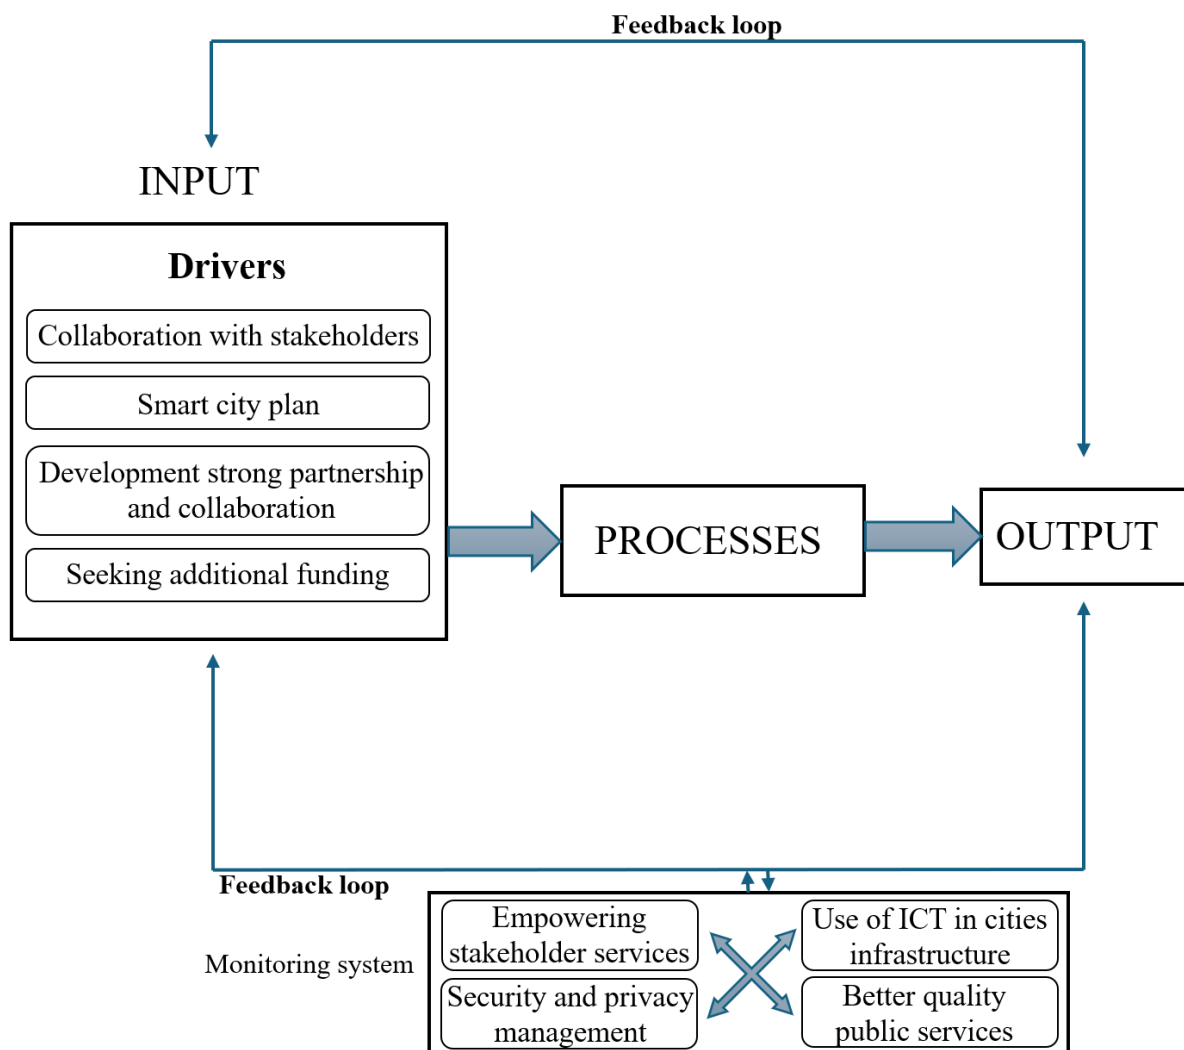 Feedback loop
INPUT
Drivers
Collaboration with stakeholders
Smart city plan
Development strong partnership
and collaboration
Seeking additional funding
PROCESSES
OUTPUT
Feedback loop
Monitoring system
Empowering
stakeholder services
Use of ICT in cities
infrastructure
Security and privacy
management
Better quality
public services